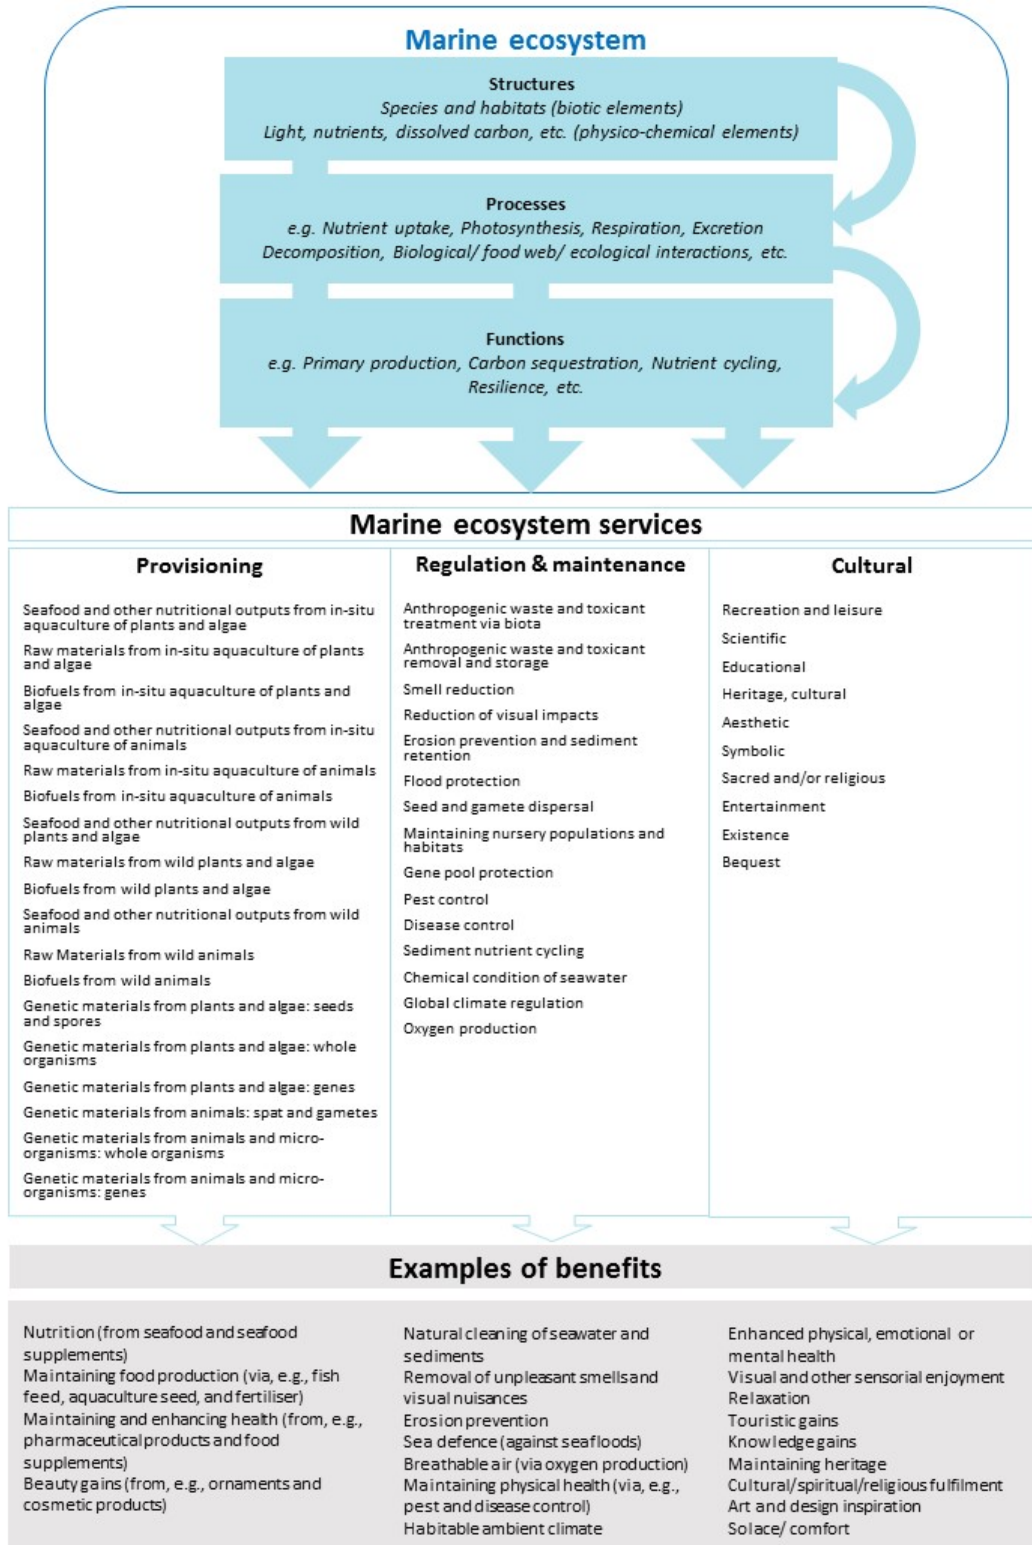 Marine ecosystem
Structures
Species and habitats (biotic elements)
Light, nutrients, dissolved carbon, etc. (physico-chemical elements)
Processes
e.g. Nutrient uptake, Photosynthesis, Respiration, Excretion
Decomposition, Biological/ food web/ ecological interactions, etc.
Functions
e.g. Primary production, Carbon sequestration, Nutrient cycling,
Resilience, etc.
Marine ecosystem services
Provisioning
Seafood and other nutritional outputs from in-situ
aquaculture of plants and algae
Raw materials from in-situ aquaculture of plants
and algae
Biofuels from in-situ aquaculture of plants and
algae
Seafood and other nutritional outputs from in-situ
aquaculture of animals
Raw materials from in-situ aquaculture of animals
Biofuels from in-situ aquaculture of animals
Seafood and other nutritional outputs from wild
plants and algae
Raw materials from wild plants and algae
Biofuels from wild plants and algae
Seafood and other nutritional outputs from wild
animals
Raw Materials from wild animals
Biofuels from wild animals
Genetic materials from plants and algae: seeds
and spores
Genetic materials from plants and algae: whole
organisms
Genetic materials from plants and algae: genes
Genetic materials from animals: spat and gametes
Genetic materials from animals and micro-
organisms: whole organisms
Genetic materials from animals and micro-
organisms: genes
Regulation & maintenance
Anthropogenic waste and toxicant
treatment via biota
Anthropogenic waste and toxicant
removal and storage
Smell reduction
Reduction of visual impacts
Erosion prevention and sediment
retention
Flood protection
Seed and gamete dispersal
Maintaining nursery populations and
habitats
Gene pool protection
Pest control
Disease control
Sediment nutrient cycling
Chemical condition of seawater
Global climate regulation
Oxygen production
Cultural
Recreation and leisure
Scientific
Educational
Heritage, cultural
Aesthetic
Symbolic
Sacred and/or religious
Entertainment
Existence
Bequest
Examples of benefits
Nutrition (from seafood and seafood
supplements)
Maintaining food production (via, e.g., fish
feed, aquaculture seed, and fertiliser)
Maintaining and enhancing health (from, e.g.,
pharmaceutical products and food
supplements)
Beauty gains (from, e.g., ornaments and
cosmetic products)
Natural cleaning of seawater and
sediments
Removal of unpleasant smells and
visual nuisances
Erosion prevention
Sea defence (against sea floods)
Breathable air (via oxygen production)
Maintaining physical health (via, e.g.,
pest and disease control)
Habitable ambient climate
Enhanced physical, emotional or
mental health
Visual and other sensorial enjoyment
Relaxation
Touristic gains
Knowledge gains
Maintaining heritage
Cultural/spiritual/religious fulfilment
Art and design inspiration
Solace/ comfort